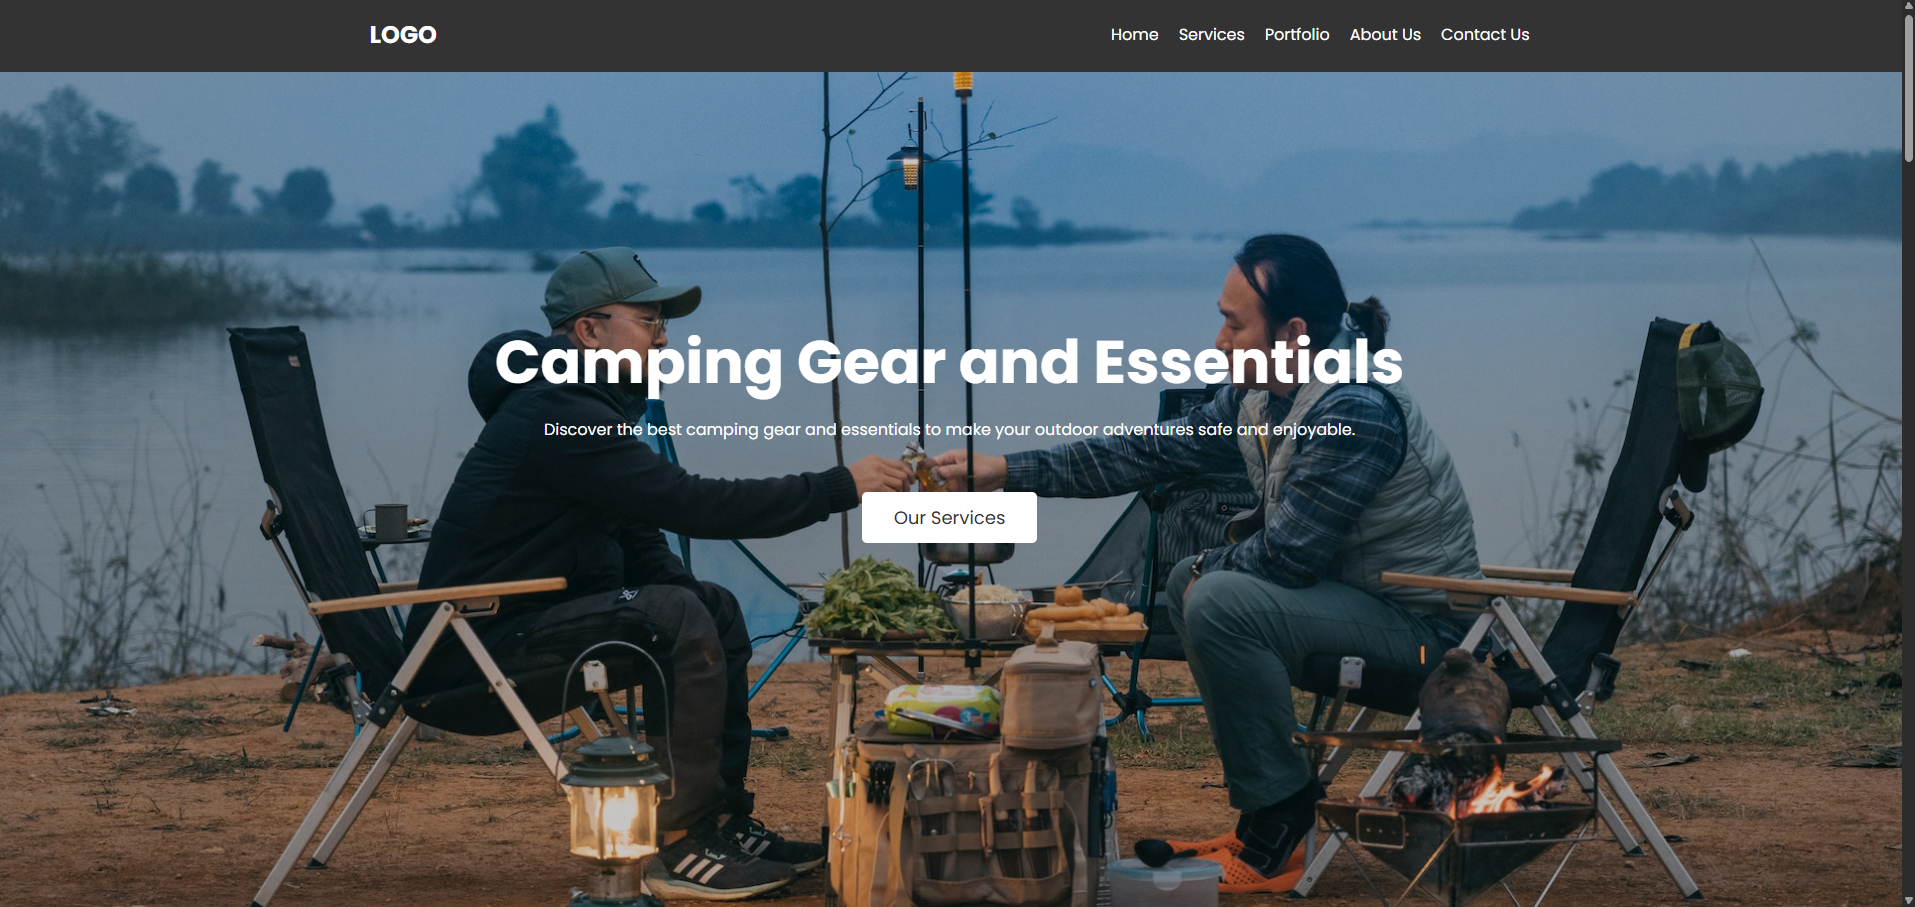 LOGO
Home Services Portfolio About Us Contact Us
Camping Gear and Essentials
Discover the best camping gear and essentials to make your outdoor adventures safe and enjoyable.
Our Services